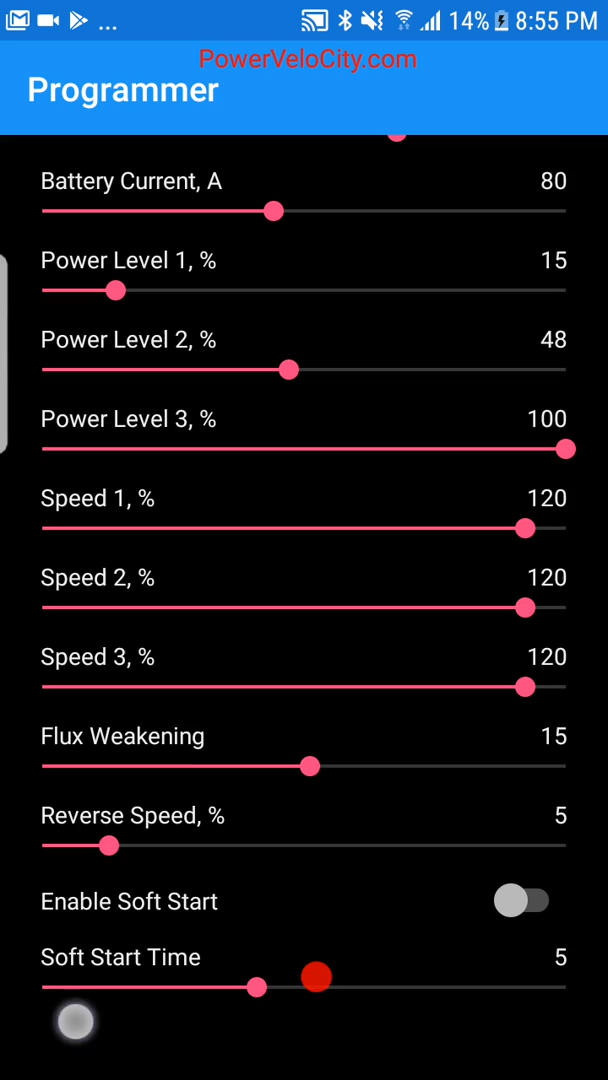 ... 14% 8:55 PM
PowerVeloCity.com
Programmer
Battery Current, A 80
Power Level 1, % 15
Power Level 2, % 48
Power Level 3, % 100
Speed 1, % 120
Speed 2, % 120
Speed 3, % 120
Flux Weakening 15
Reverse Speed, % 5
Enable Soft Start
Soft Start Time 5